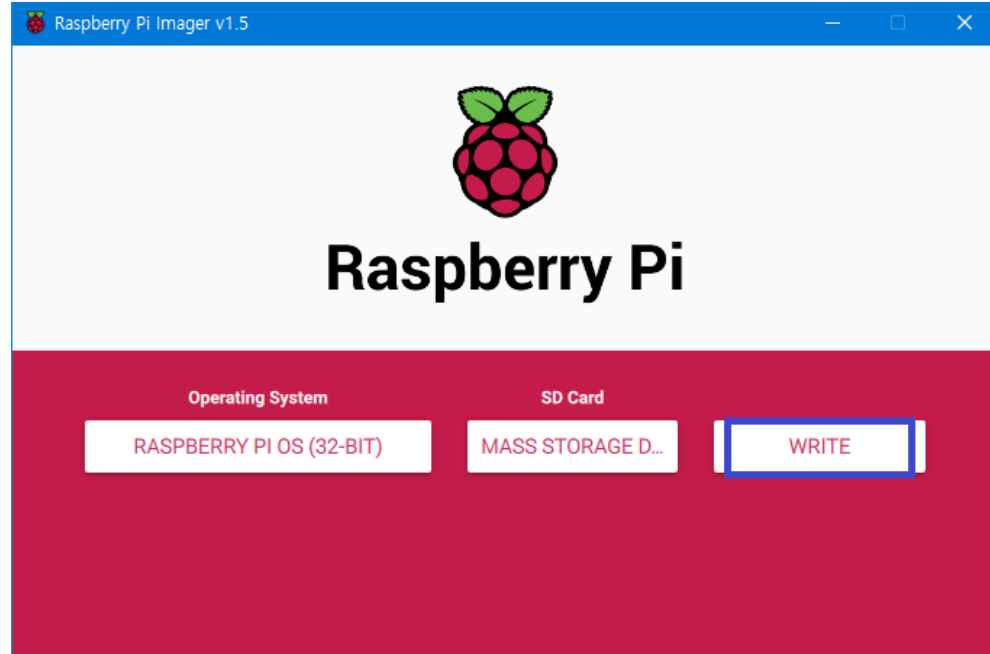 Raspberry Pi Imager v1.5
Raspberry Pi
Operating System
SD Card
RASPBERRY PI OS (32-BIT)
MASS STORAGE D...
WRITE